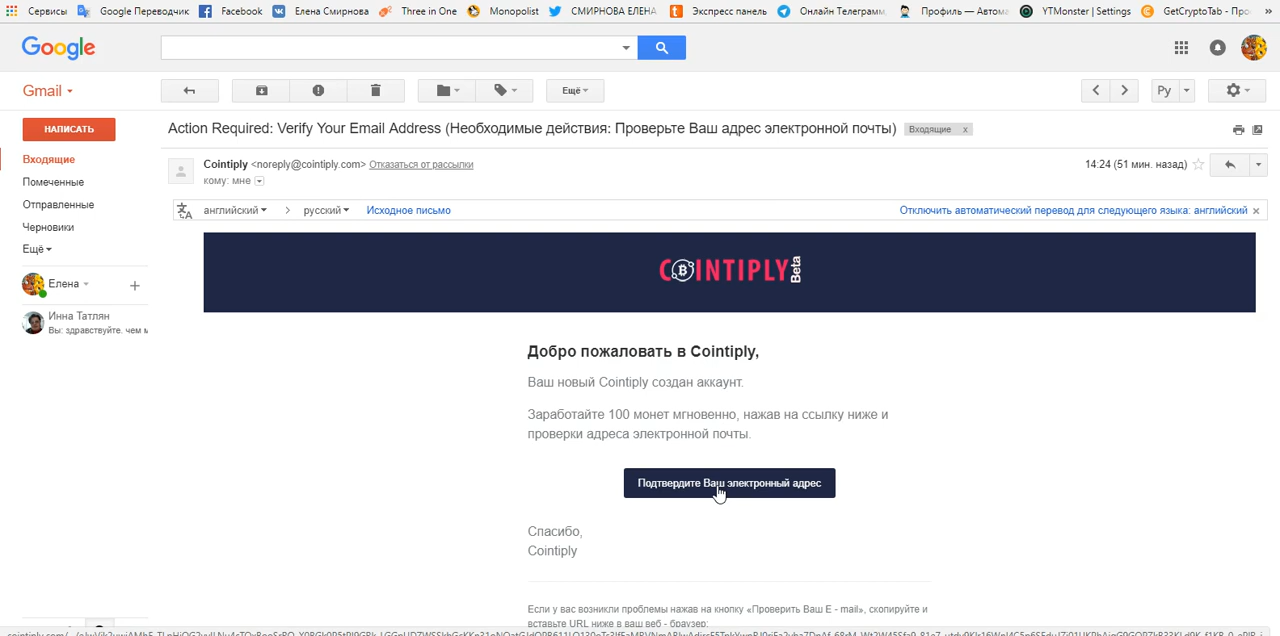 Сервисы Google Переводчик Facebook Елена Смирнова Three in One Monopolist СМИРНОВА ЕЛЕНА Экспресс панель Онлайн Телеграмм Профиль — Автома YTMonster | Settings GetCryptoTab - Про »
Google
Gmail
Ещё
Ру
НАПИСАТЬ
Action Required: Verify Your Email Address (Необходимые действия: Проверьте Ваш адрес электронной почты) Входящие x
Входящие
Помеченные
Отправленные
Черновики
Ещё
Елена
Инна Татлян
Вы: здравствуйте. чем м
Cointiply <noreply@cointiply.com> Отказаться от рассылки
14:24 (51 мин. назад)
кому: мне
английский > русский Исходное письмо
Отключить автоматический перевод для следующего языка: английский ×
COINTIPLY Beta
Добро пожаловать в Cointiply,
Ваш новый Cointiply создан аккаунт.
Заработайте 100 монет мгновенно, нажав на ссылку ниже и
проверки адреса электронной почты.
Подтвердите Ваш электронный адрес
Спасибо,
Cointiply
Если у вас возникли проблемы нажав на кнопку «Проверить Ваш E - mail», скопируйте и
вставьте URL ниже в ваш веб - браузер: